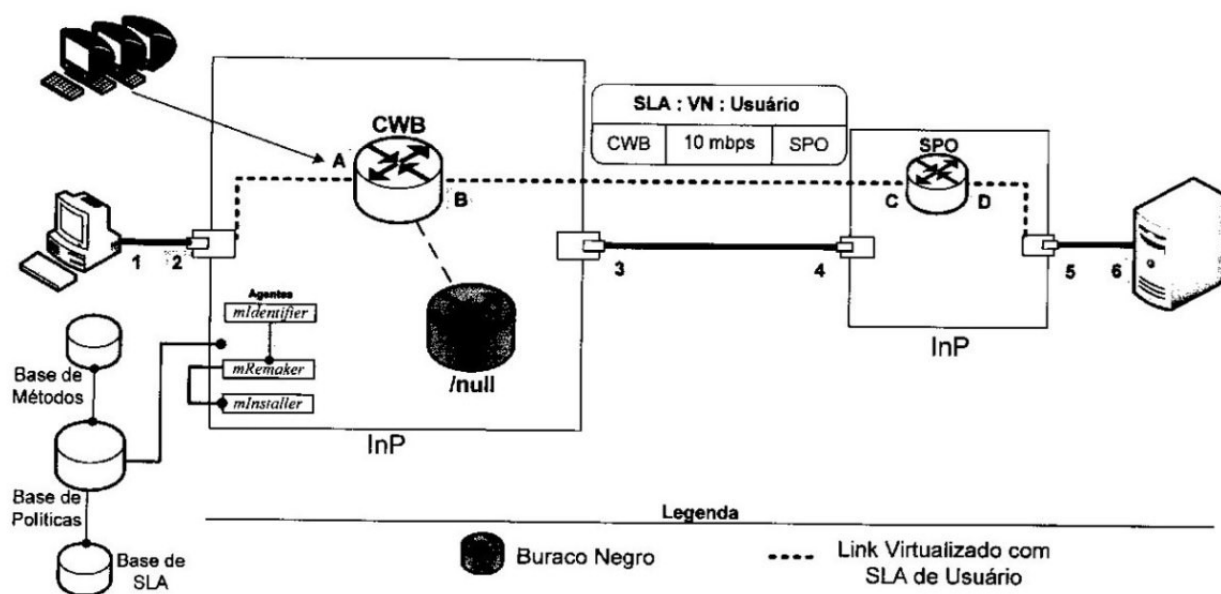 SLA : VN : Usuário
CWB 10 mbps SPO
CWB
SPO
A
B
C
D
1
2
3
4
5
6
Agentes
mIdentifier
mRemaker
mInstaller
/null
InP
InP
Base de
Métodos
Base de
Políticas
Base de
SLA
Legenda
Buraco Negro
Link Virtualizado com
SLA de Usuário